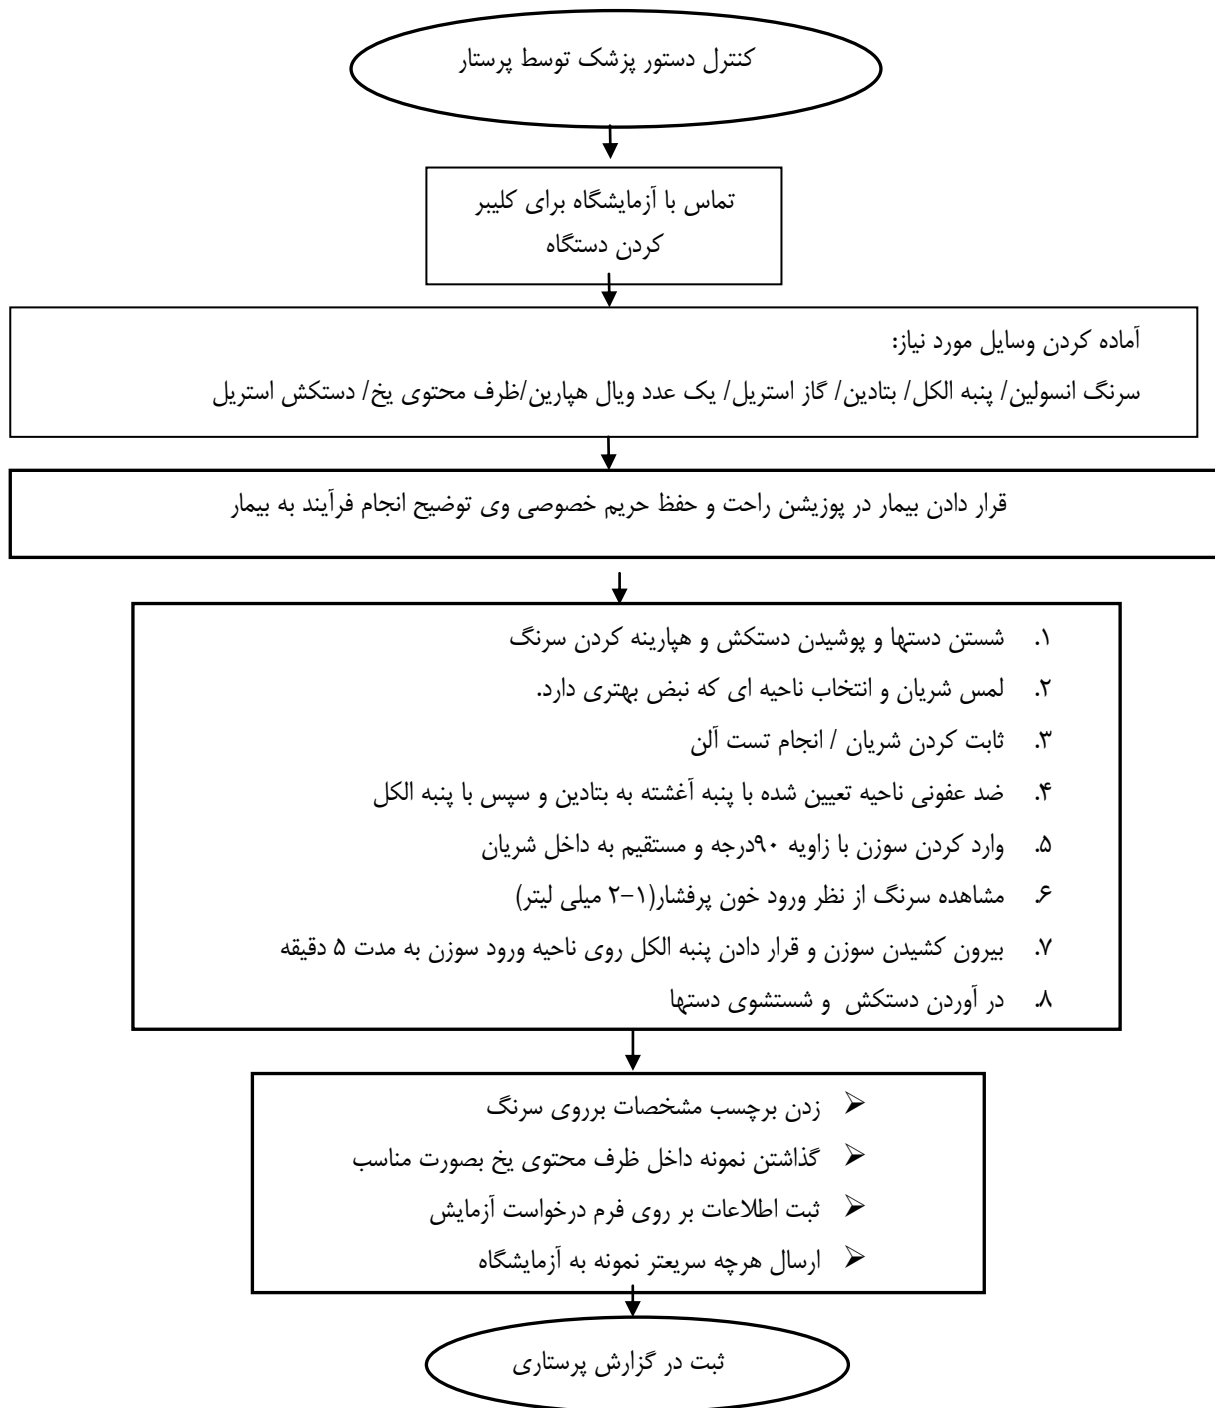 کنترل دستور پزشک توسط پرستار
تماس با آزمایشگاه برای کلیبر
کردن دستگاه
آماده کردن وسایل مورد نیاز:
سرنگ انسولین/ پنبه الکل/ بتادین/ گاز استریل/ یک عدد ویال هپارین/ظرف محتوی یخ/ دستکش استریل
قرار دادن بیمار در پوزیشن راحت و حفظ حریم خصوصی وی توضیح انجام فرآیند به بیمار
۱. شستن دستها و پوشیدن دستکش و هپارینه کردن سرنگ
۲. لمس شریان و انتخاب ناحیه ای که نبض بهتری دارد.
۳. ثابت کردن شریان / انجام تست آلن
۴. ضد عفونی ناحیه تعیین شده با پنبه آغشته به بتادین و سپس با پنبه الکل
۵. وارد کردن سوزن با زاویه ۹۰درجه و مستقیم به داخل شریان
۶. مشاهده سرنگ از نظر ورود خون پرفشار(۱-۲ میلی لیتر)
۷. بیرون کشیدن سوزن و قرار دادن پنبه الکل روی ناحیه ورود سوزن به مدت ۵ دقیقه
۸. در آوردن دستکش و شستشوی دستها
➢ زدن برچسب مشخصات برروی سرنگ
➢ گذاشتن نمونه داخل ظرف محتوی یخ بصورت مناسب
➢ ثبت اطلاعات بر روی فرم درخواست آزمایش
➢ ارسال هرچه سریعتر نمونه به آزمایشگاه
ثبت در گزارش پرستاری